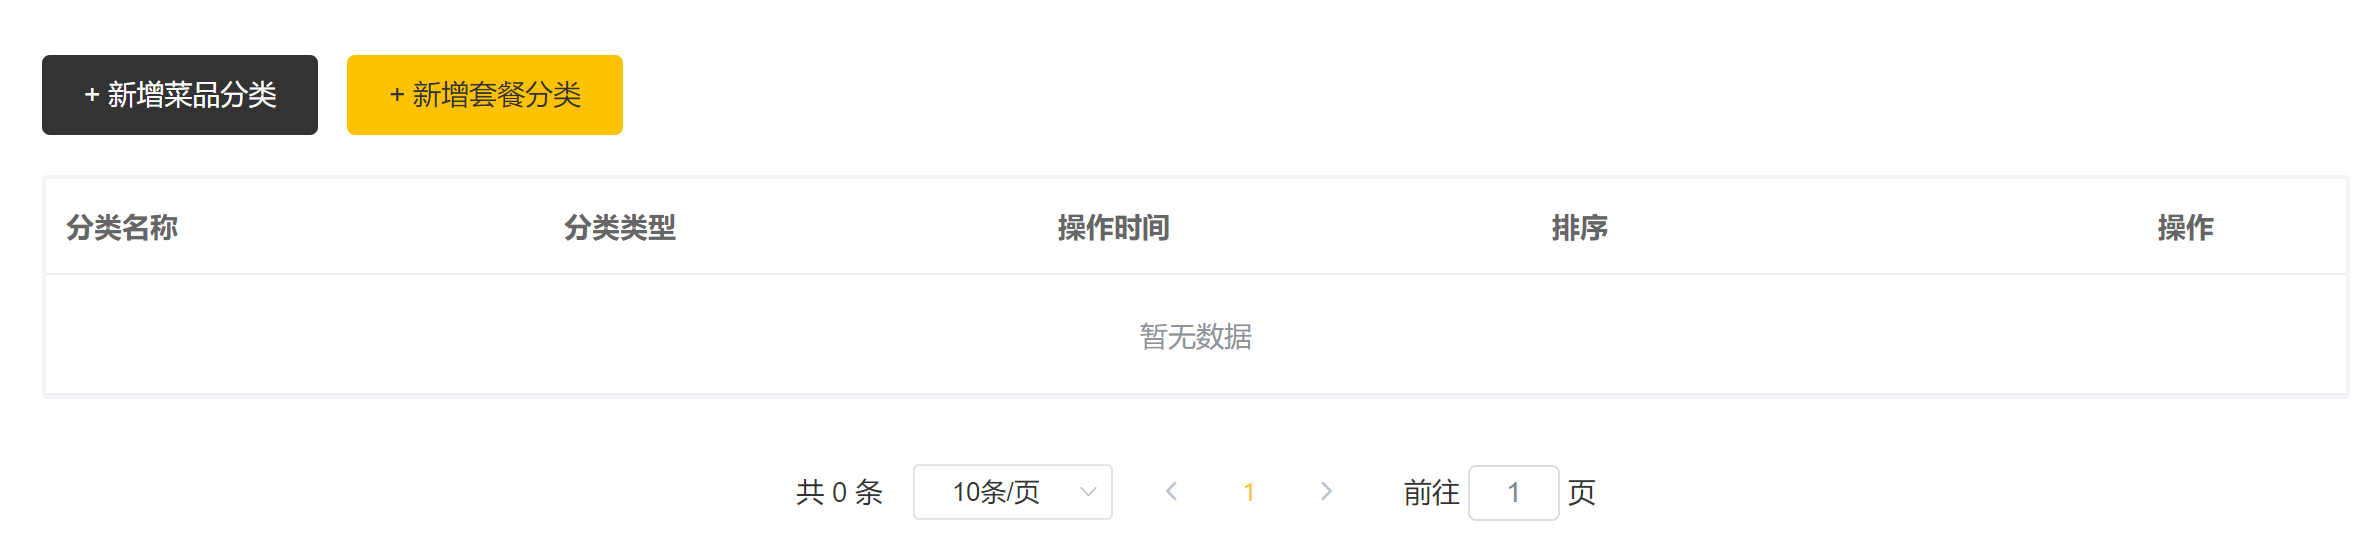 + 新增菜品分类 + 新增套餐分类
分类名称 分类类型 操作时间 排序 操作
暂无数据
共 0 条 10条/页 1 前往 1 页